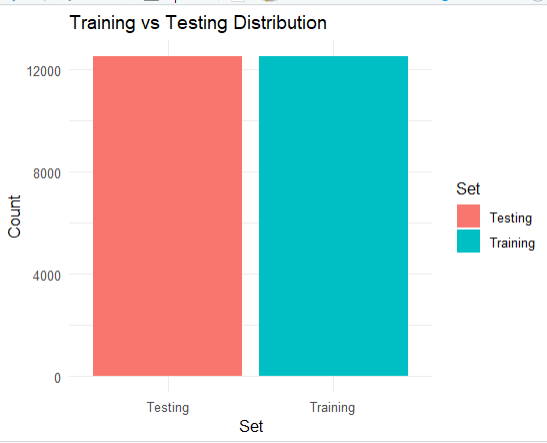 Training vs Testing Distribution
12000
8000
4000
0
Count
Testing
Training
Set
Set
Testing
Training